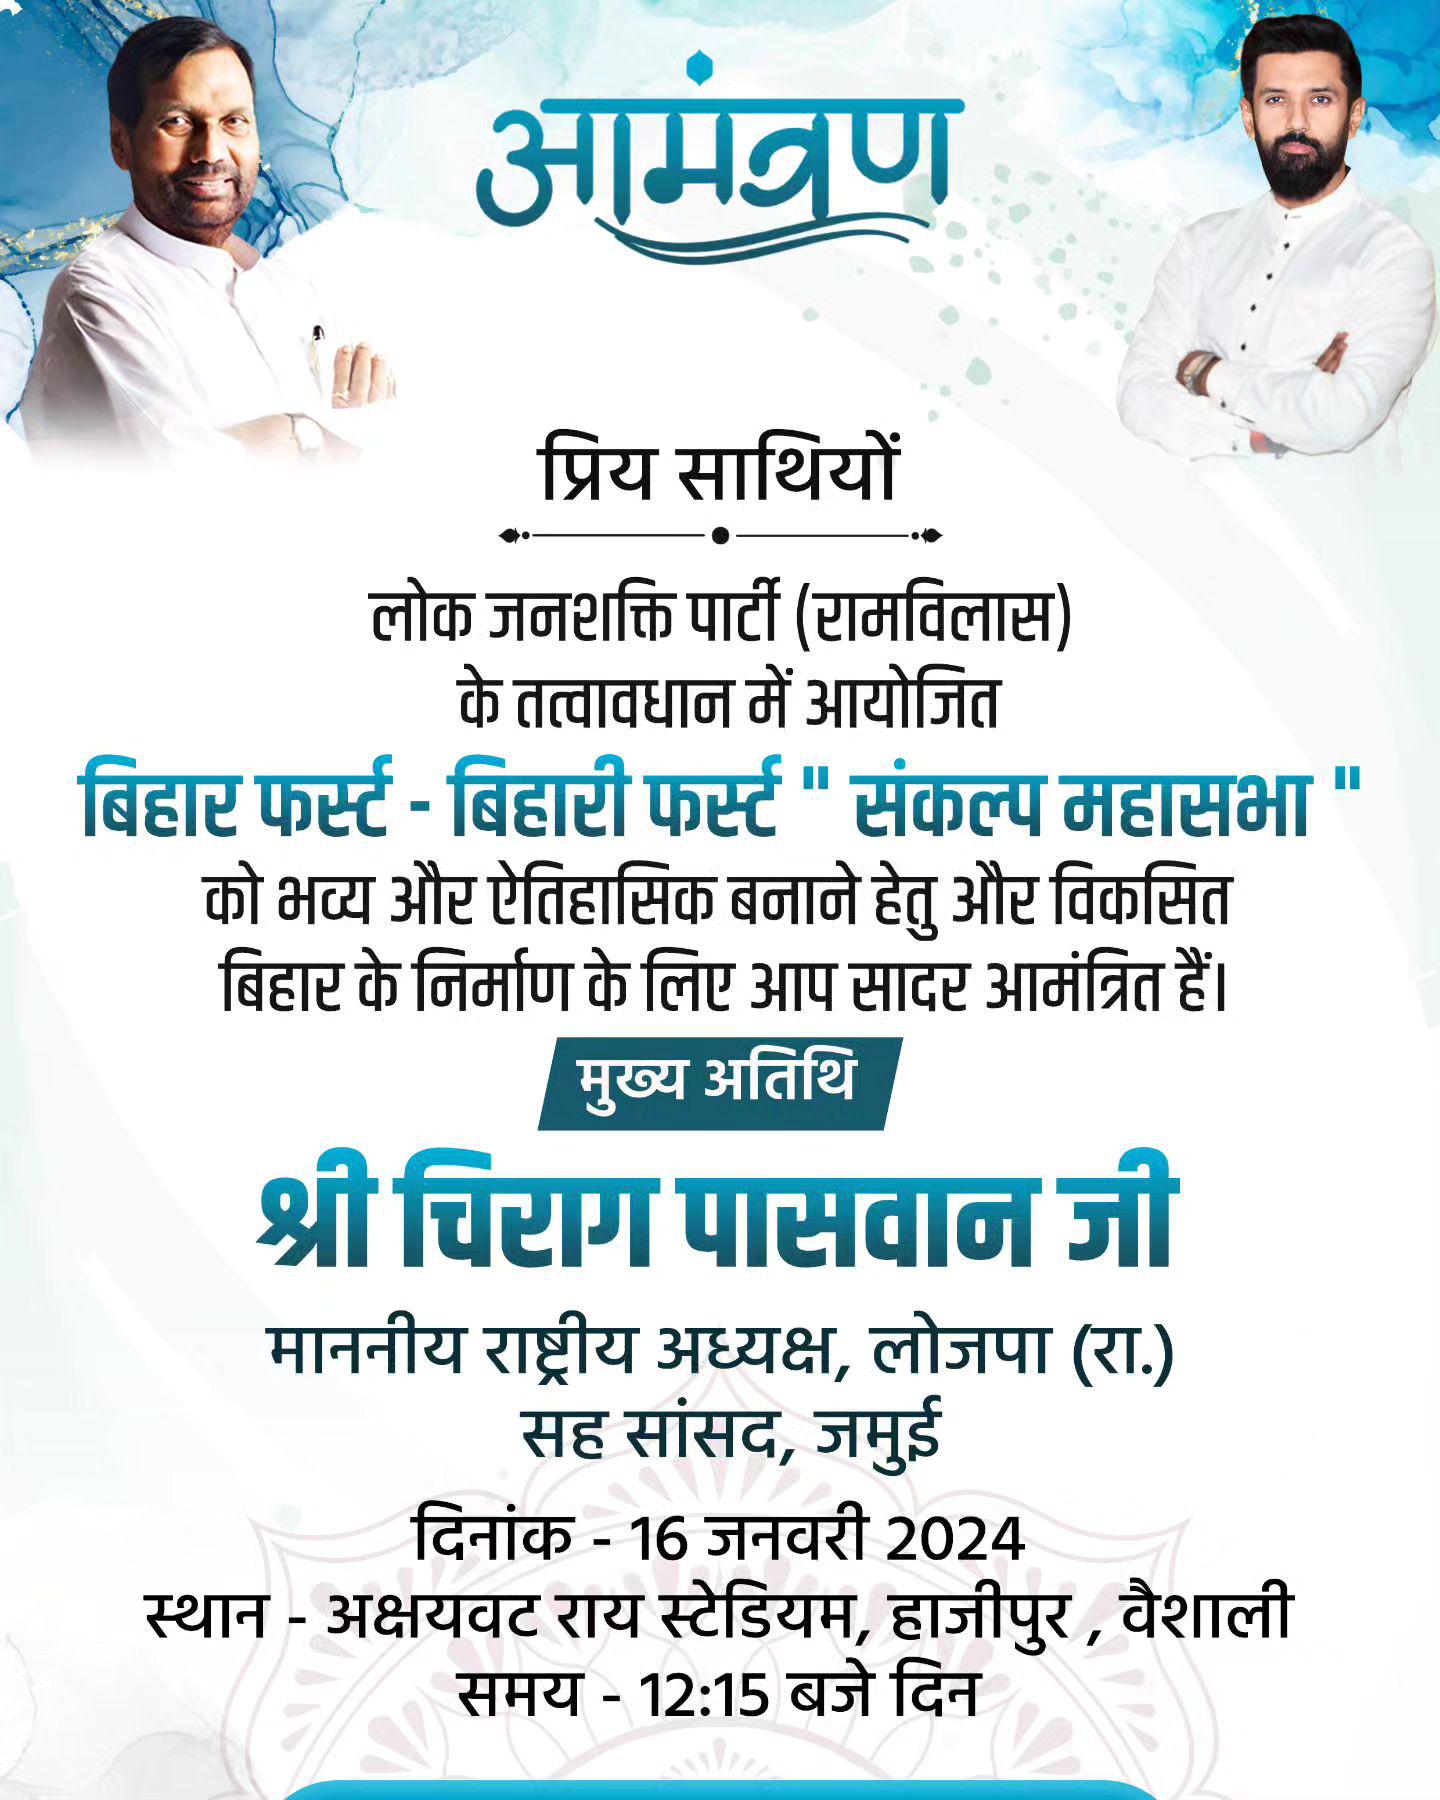 आमंत्रण
प्रिय साथियों
लोक जनशक्ति पार्टी (रामविलास)
के तत्वावधान में आयोजित
बिहार फर्स्ट - बिहारी फर्स्ट " संकल्प महासभा "
को भव्य और ऐतिहासिक बनाने हेतु और विकसित
बिहार के निर्माण के लिए आप सादर आमंत्रित हैं।
मुख्य अतिथि
श्री चिराग पासवान जी
माननीय राष्ट्रीय अध्यक्ष, लोजपा (रा.)
सह सांसद, जमुई
दिनांक - 16 जनवरी 2024
स्थान - अक्षयवट राय स्टेडियम, हाजीपुर , वैशाली
समय - 12:15 बजे दिन